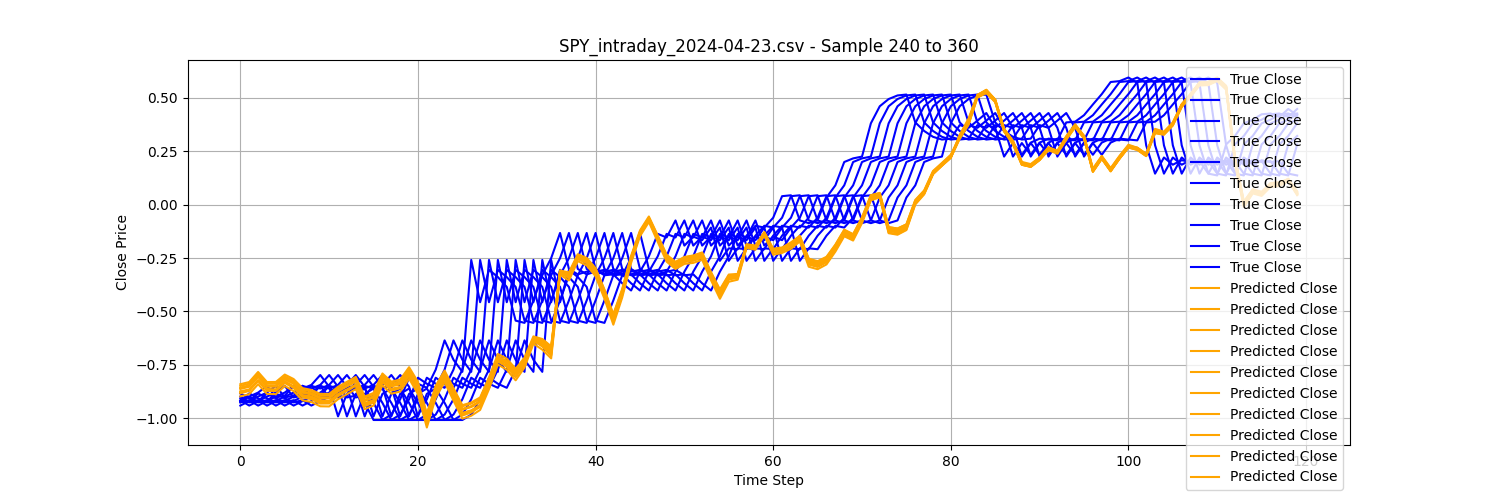 SPY_intraday_2024-04-23.csv - Sample 240 to 360
Close Price
0.50
0.25
0.00
−0.25
−0.50
−0.75
−1.00
0
20
40
60
80
100
120
Time Step
True Close
True Close
True Close
True Close
True Close
True Close
True Close
True Close
True Close
True Close
Predicted Close
Predicted Close
Predicted Close
Predicted Close
Predicted Close
Predicted Close
Predicted Close
Predicted Close
Predicted Close
Predicted Close